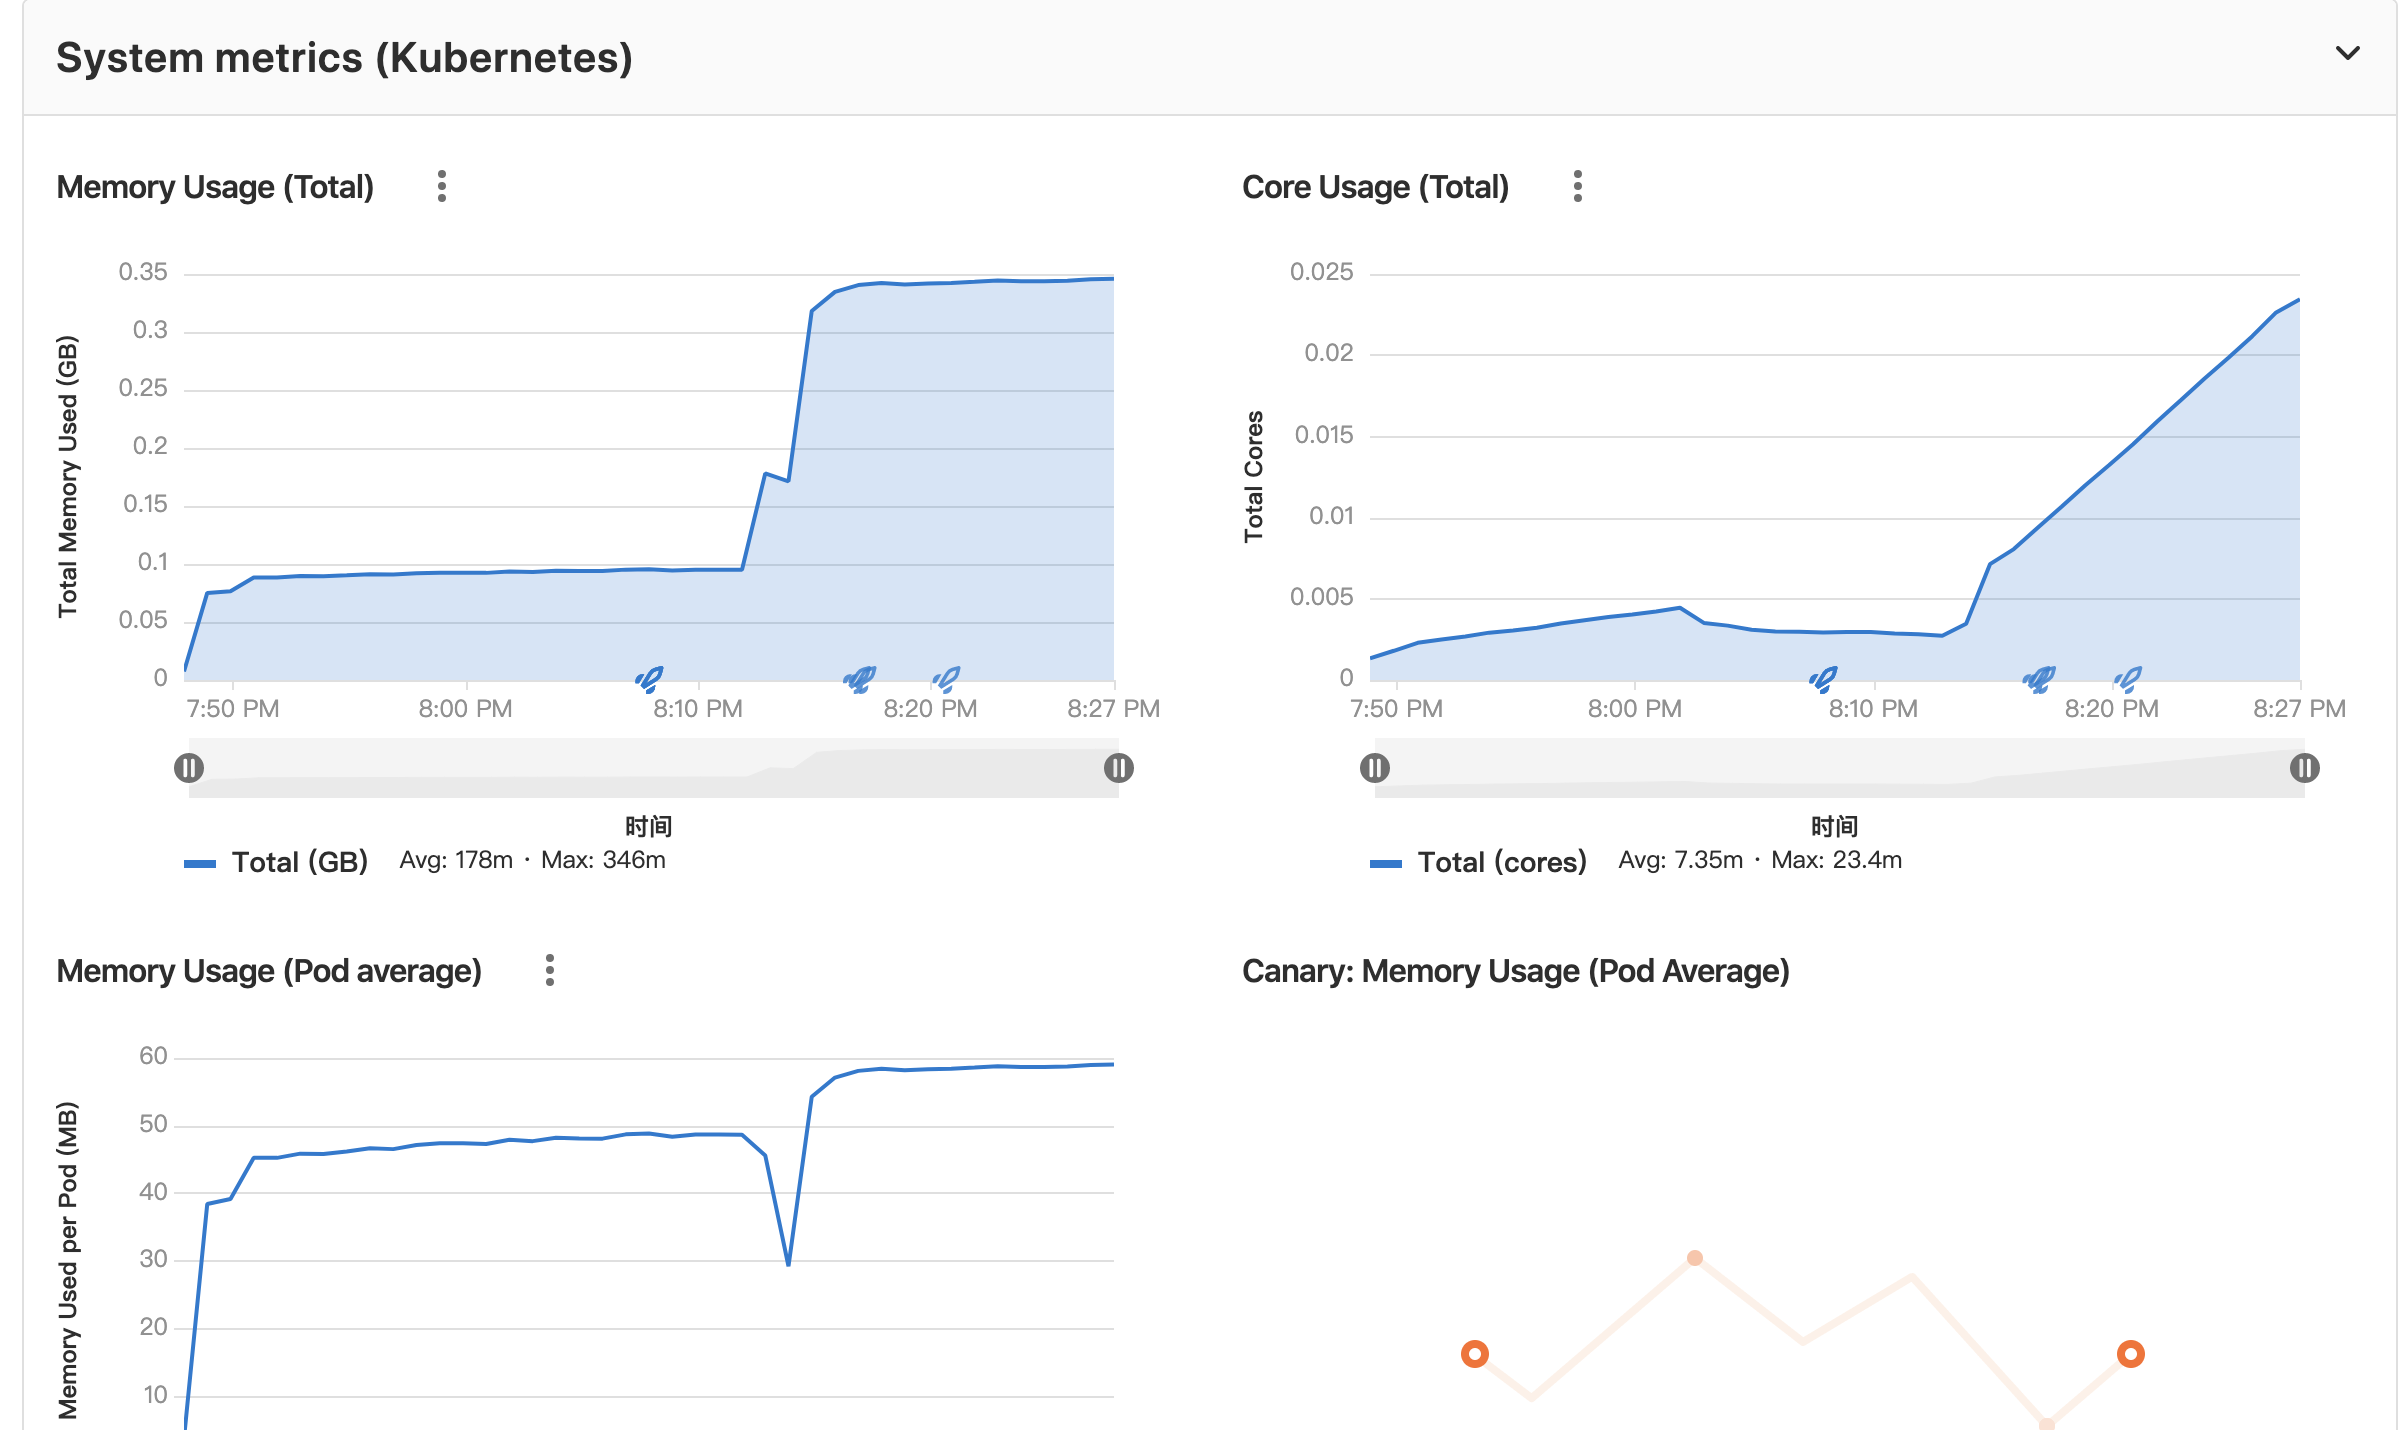 System metrics (Kubernetes)
Memory Usage (Total)
Total Memory Used (GB)
0.35
0.3
0.25
0.2
0.15
0.1
0.05
0
7:50 PM
8:00 PM
8:10 PM
8:20 PM
8:27 PM
时间
Total (GB) Avg: 178m · Max: 346m
Core Usage (Total)
Total Cores
0.025
0.02
0.015
0.01
0.005
0
7:50 PM
8:00 PM
8:10 PM
8:20 PM
8:27 PM
时间
Total (cores) Avg: 7.35m · Max: 23.4m
Memory Usage (Pod average)
Memory Used per Pod (MB)
60
50
40
30
20
10
Canary: Memory Usage (Pod Average)